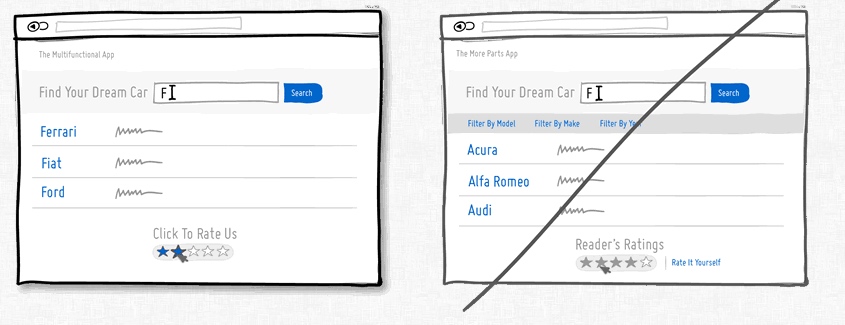 The Multifunctional App
Find Your Dream Car
F
Search
Ferrari
Fiat
Ford
Click To Rate Us
The More Parts App
Find Your Dream Car
F
Search
Filter By Model Filter By Make Filter By
Acura
Alfa Romeo
Audi
Reader's Ratings
Rate It Yourself